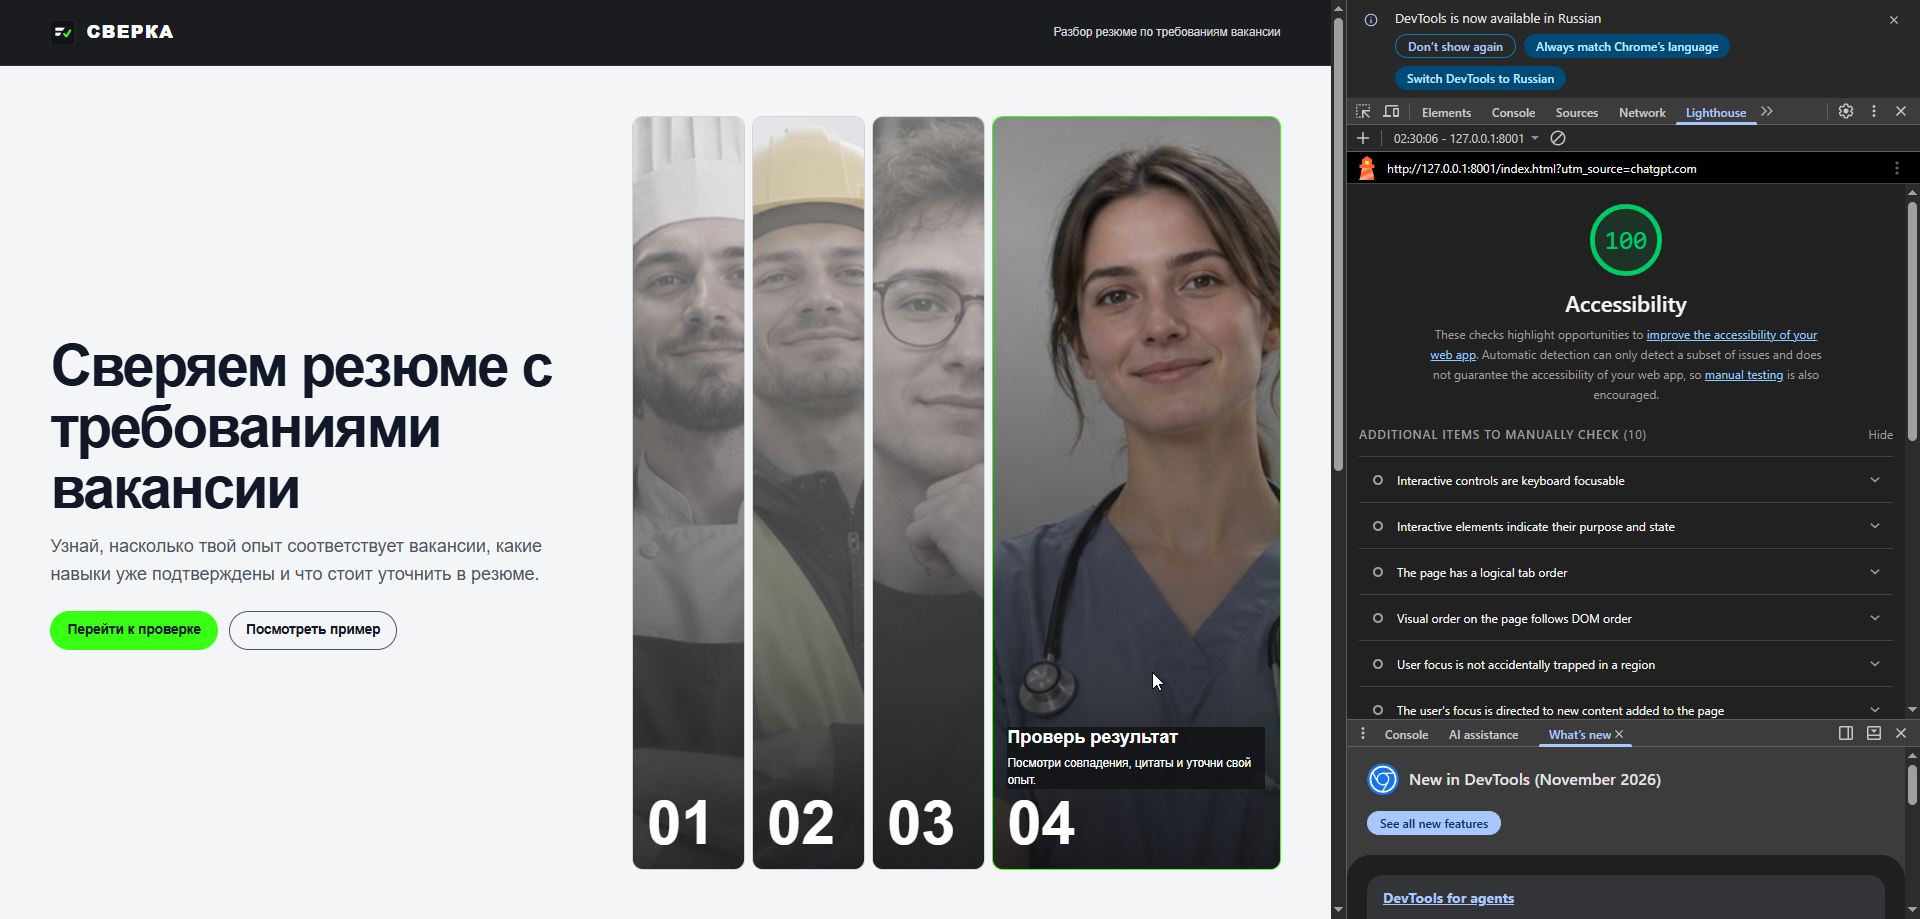 СВЕРКА
Разбор резюме по требованиям вакансии
Сверяем резюме с
требованиями
вакансии
Узнай, насколько твой опыт соответствует вакансии, какие
навыки уже подтверждены и что стоит уточнить в резюме.
Перейти к проверке
Посмотреть пример
01
02
03
Проверь результат
Посмотри совпадения, цитаты и уточни свой
опыт.
04
DevTools is now available in Russian
Don't show again
Always match Chrome's language
Switch DevTools to Russian
Elements
Console
Sources
Network
Lighthouse
02:30:06 - 127.0.0.1:8001
http://127.0.0.1:8001/index.html?utm_source=chatgpt.com
100
Accessibility
These checks highlight opportunities to improve the accessibility of your
web app. Automatic detection can only detect a subset of issues and does
not guarantee the accessibility of your web app, so manual testing is also
encouraged.
ADDITIONAL ITEMS TO MANUALLY CHECK (10)
Hide
Interactive controls are keyboard focusable
Interactive elements indicate their purpose and state
The page has a logical tab order
Visual order on the page follows DOM order
User focus is not accidentally trapped in a region
The user's focus is directed to new content added to the page
Console
AI assistance
What's new
New in DevTools (November 2026)
See all new features
DevTools for agents